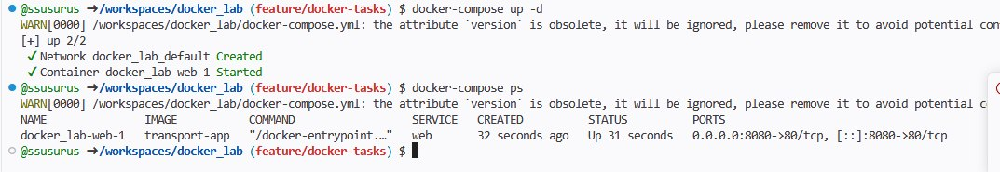 @ssusurus ➜/workspaces/docker_lab (feature/docker-tasks) $ docker-compose up -d
WARN[0000] /workspaces/docker_lab/docker-compose.yml: the attribute `version` is obsolete, it will be ignored, please remove it to avoid potential con
[+] up 2/2
✔ Network docker_lab_default Created
✔ Container docker_lab-web-1 Started
@ssusurus ➜/workspaces/docker_lab (feature/docker-tasks) $ docker-compose ps
WARN[0000] /workspaces/docker_lab/docker-compose.yml: the attribute `version` is obsolete, it will be ignored, please remove it to avoid potential c
NAME IMAGE COMMAND SERVICE CREATED STATUS PORTS
docker_lab-web-1 transport-app "/docker-entrypoint.…" web 32 seconds ago Up 31 seconds 0.0.0.0:8080->80/tcp, [::]:8080->80/tcp
@ssusurus ➜/workspaces/docker_lab (feature/docker-tasks) $